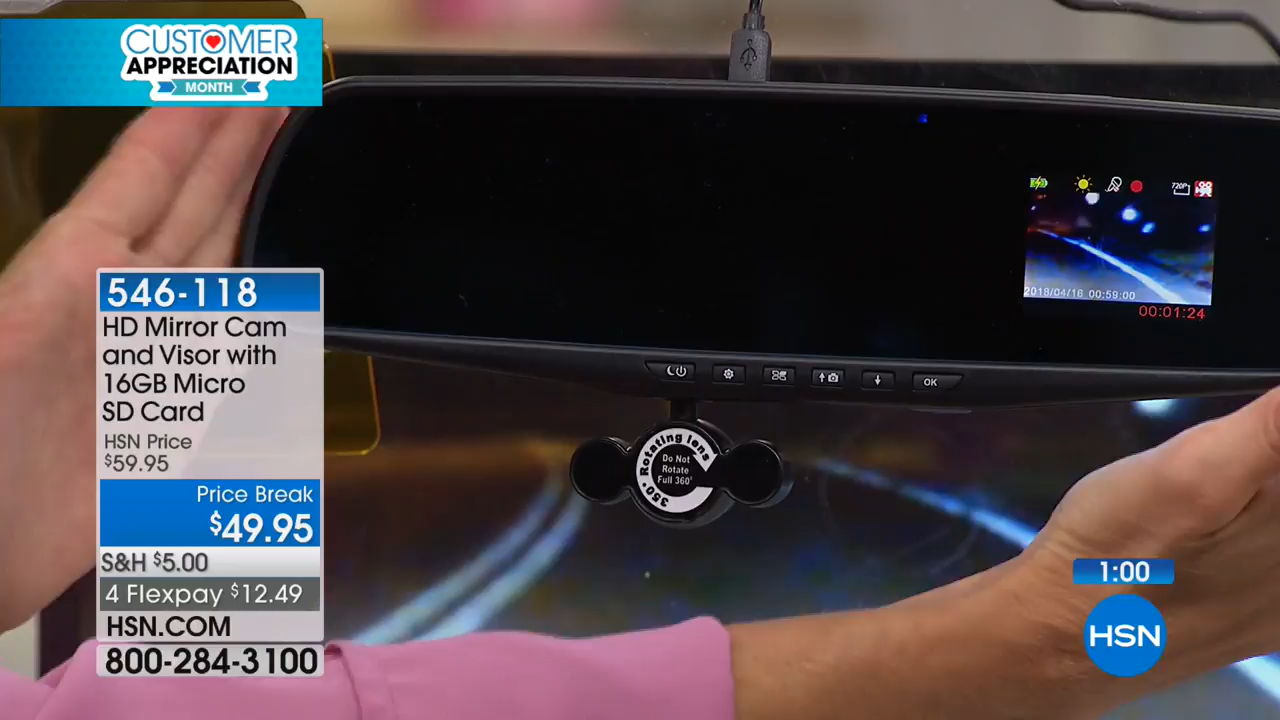 CUSTOMER
APPRECIATION
MONTH
546-118
HD Mirror Cam
and Visor with
16GB Micro
SD Card
HSN Price
$59.95
Price Break
$49.95
S&H $5.00
4 Flexpay $12.49
HSN.COM
800-284-3100
720P
2018/04/16 00:59:00
00:01:24
OK
Rotating lens
Do Not
Rotate
Full 360°
350°
1:00
HSN